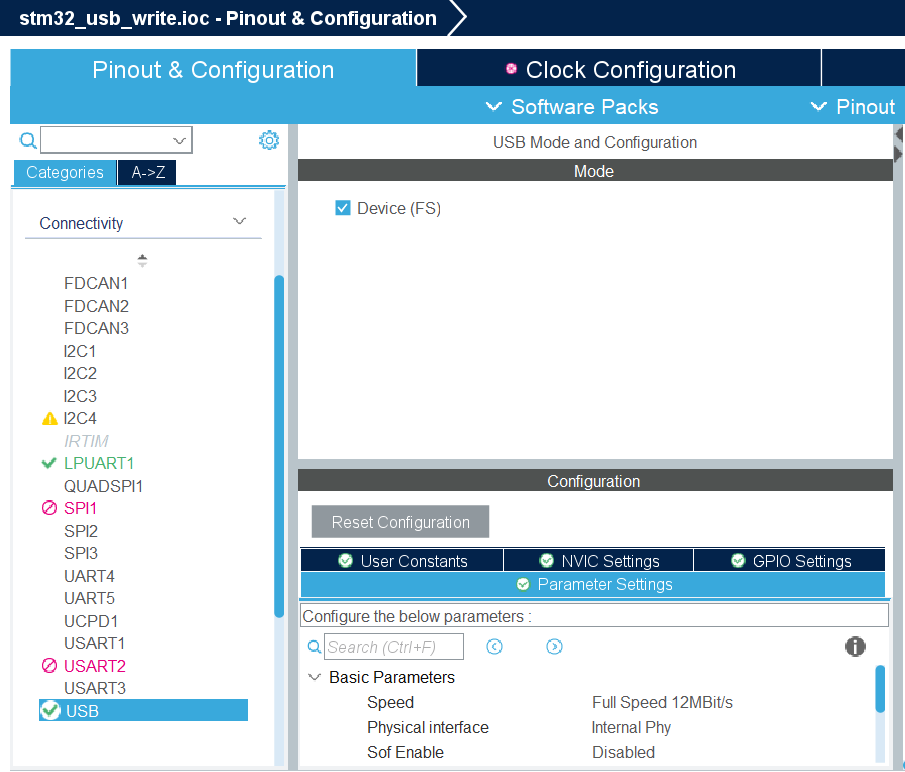 stm32_usb_write.ioc - Pinout & Configuration
Pinout & Configuration
Clock Configuration
Software Packs
Pinout
Categories
A->Z
Connectivity
FDCAN1
FDCAN2
FDCAN3
I2C1
I2C2
I2C3
I2C4
IRTIM
LPUART1
QUADSPI1
SPI1
SPI2
SPI3
UART4
UART5
UCPD1
USART1
USART2
USART3
USB
USB Mode and Configuration
Mode
Device (FS)
Configuration
Reset Configuration
User Constants
NVIC Settings
GPIO Settings
Parameter Settings
Configure the below parameters :
Search (Ctrl+F)
Basic Parameters
Speed Full Speed 12MBit/s
Physical interface Internal Phy
Sof Enable Disabled